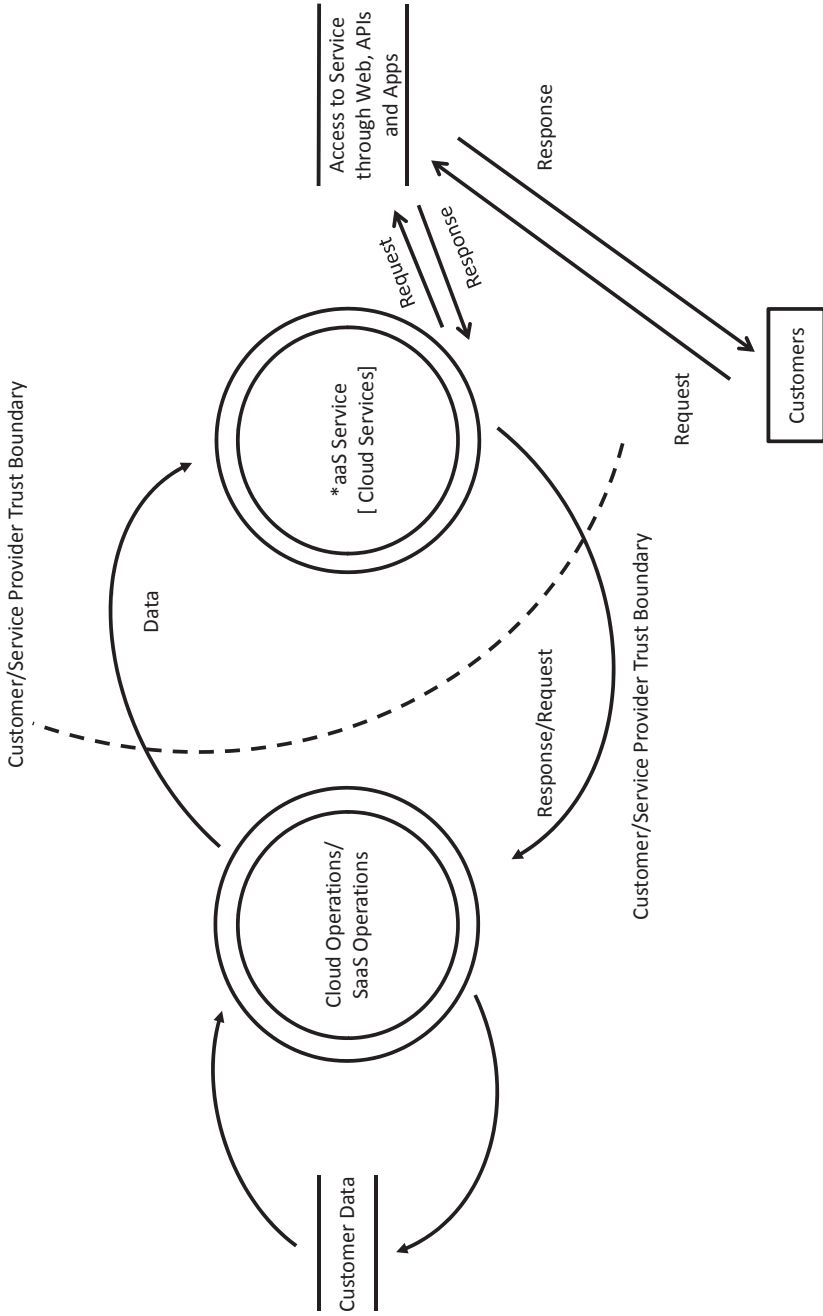 Customer/Service Provider Trust Boundary
Data
Customer Data
Cloud Operations/
SaaS Operations
*aaS Service
[ Cloud Services]
Request
Response
Access to Service
through Web, APIs
and Apps
Response/Request
Customer/Service Provider Trust Boundary
Request
Response
Customers